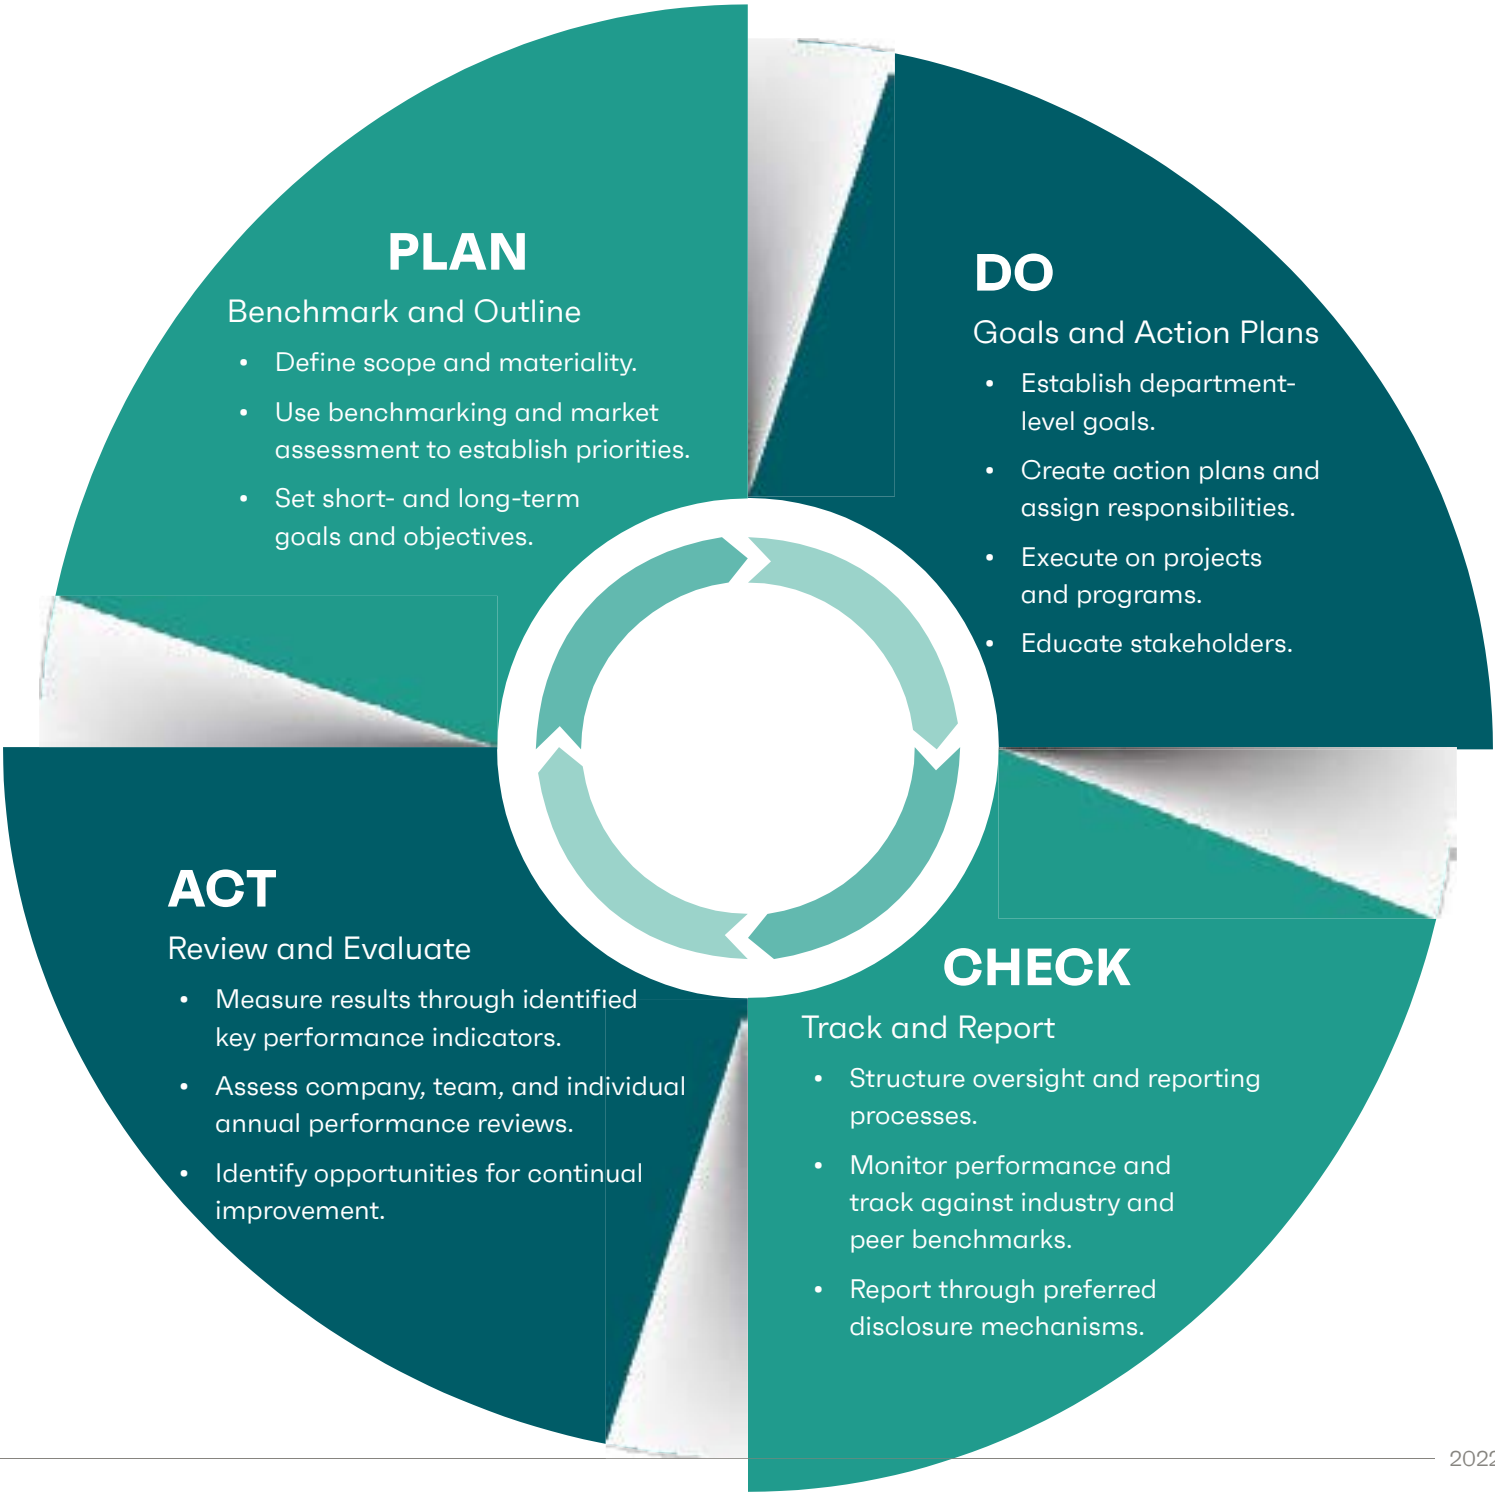 PLAN
Benchmark and Outline
• Define scope and materiality.
• Use benchmarking and market
assessment to establish priorities.
• Set short- and long-term
goals and objectives.
DO
Goals and Action Plans
• Establish department-
level goals.
• Create action plans and
assign responsibilities.
• Execute on projects
and programs.
• Educate stakeholders.
CHECK
Track and Report
• Structure oversight and reporting
processes.
• Monitor performance and
track against industry and
peer benchmarks.
• Report through preferred
disclosure mechanisms.
ACT
Review and Evaluate
• Measure results through identified
key performance indicators.
• Assess company, team, and individual
annual performance reviews.
• Identify opportunities for continual
improvement.
2022